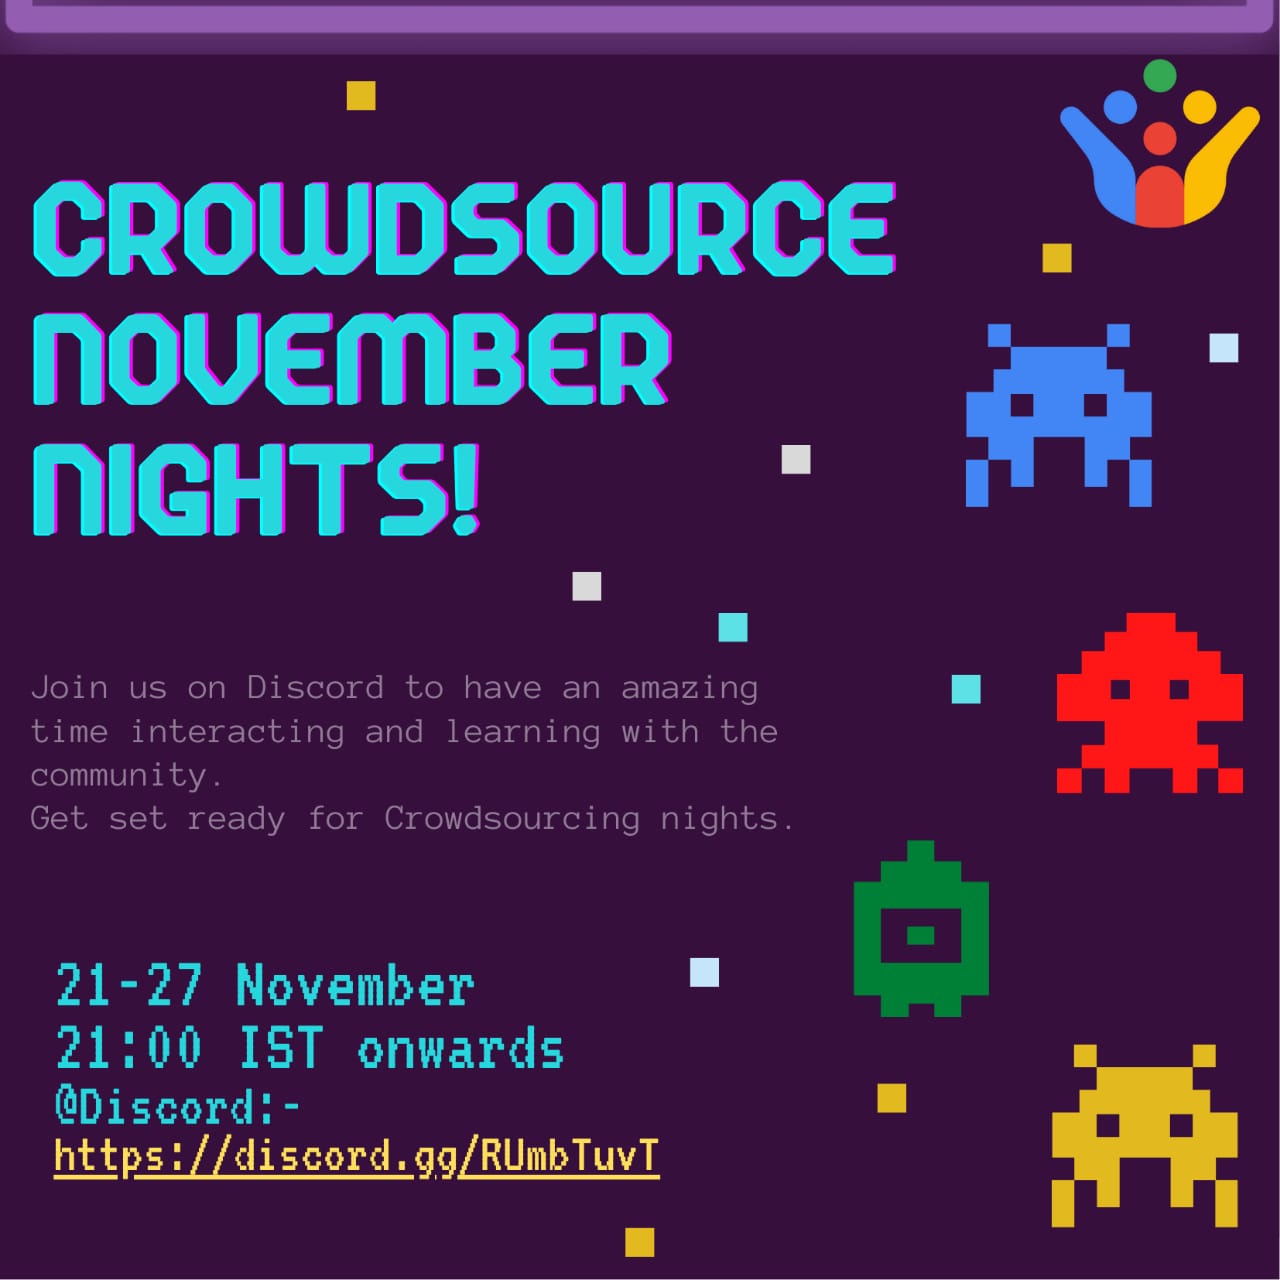 CROWDSOURCE
NOVEMBER
NIGHTS!
Join us on Discord to have an amazing
time interacting and learning with the
community.
Get set ready for Crowdsourcing nights.
21-27 November
21:00 IST onwards
@Discord:-
https://discord.gg/RUmbTuvT